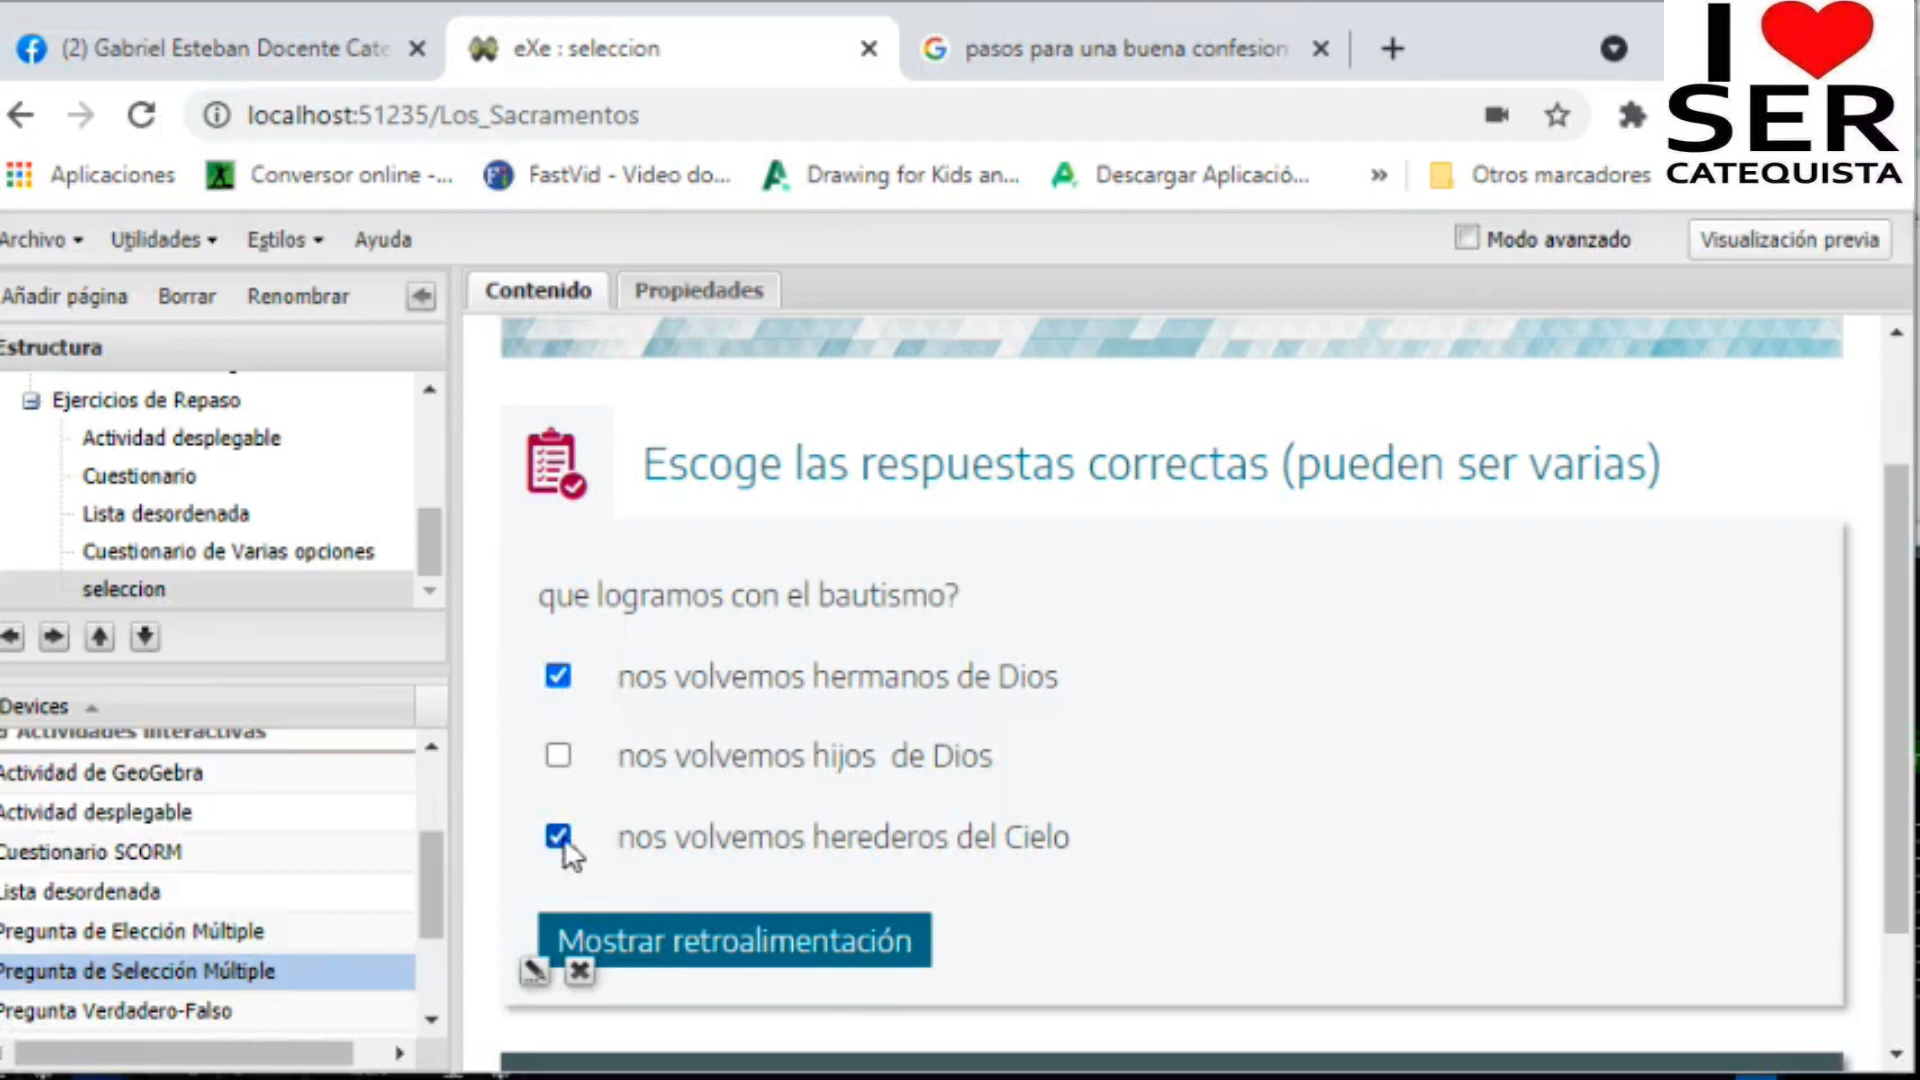 (2) Gabriel Esteban Docente Cate
eXe : seleccion
pasos para una buena confesion
I
SER
CATEQUISTA
localhost:51235/Los_Sacramentos
Aplicaciones
Conversor online -...
FastVid - Video do...
Drawing for Kids an...
Descargar Aplicació...
»
Otros marcadores
Archivo
Utilidades
Estilos
Ayuda
Modo avanzado
Visualización previa
Añadir página
Borrar
Renombrar
Contenido
Propiedades
Estructura
Ejercicios de Repaso
Actividad desplegable
Cuestionario
Lista desordenada
Cuestionario de Varias opciones
seleccion
Escoge las respuestas correctas (pueden ser varias)
que logramos con el bautismo?
nos volvemos hermanos de Dios
nos volvemos hijos  de Dios
nos volvemos herederos del Cielo
Mostrar retroalimentación
Devices
Actividades Interactivas
Actividad de GeoGebra
Actividad desplegable
Cuestionario SCORM
Lista desordenada
Pregunta de Elección Múltiple
Pregunta de Selección Múltiple
Pregunta Verdadero-Falso